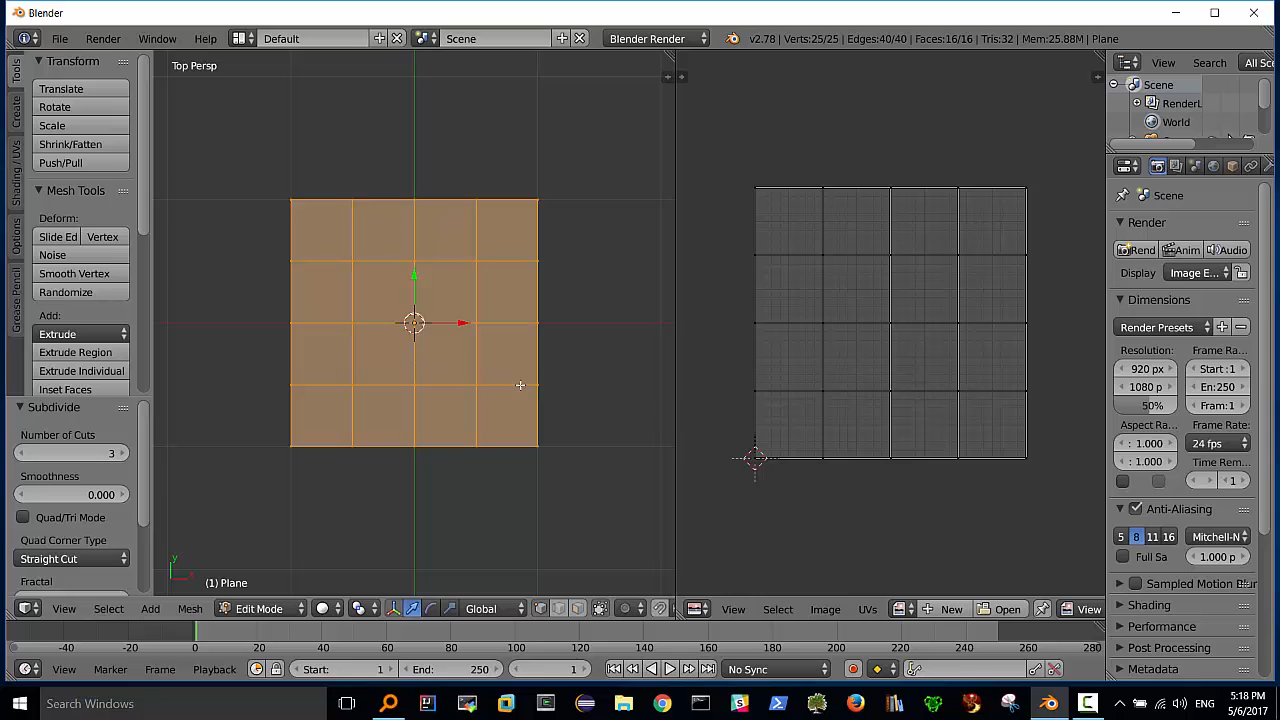 Blender
File Render Window Help Default Scene Blender Render v2.78 | Verts:25/25 | Edges:40/40 | Faces:16/16 | Tris:32 | Mem:25.88M | Plane
Tools
Create
Shading / UVs
Options
Grease Pencil
Transform
Translate
Rotate
Scale
Shrink/Fatten
Push/Pull
Mesh Tools
Deform:
Slide Ed Vertex
Noise
Smooth Vertex
Randomize
Add:
Extrude
Extrude Region
Extrude Individual
Inset Faces
Subdivide
Number of Cuts
3
Smoothness
0.000
Quad/Tri Mode
Quad Corner Type
Straight Cut
Fractal
Top Persp
y
x
(1) Plane
View Select Add Mesh Edit Mode Global
View Select Image UVs New Open View
View Search All Sce
Scene
RenderL
World
Scene
Render
Rend Anim Audio
Display Image E...
Dimensions
Render Presets
Resolution: Frame Ra...
920 px Start :1
1080 p En:250
50% Fram:1
Aspect Ra Frame Rate:
: 1.000 24 fps
: 1.000 Time Rem...
1
Anti-Aliasing
5 8 11 16 Mitchell-N
Full Sa 1.000 p
Sampled Motion Blur
Shading
Performance
Post Processing
Metadata
-40 -20 0 20 40 60 80 100 120 140 160 180 200 220 240 260 280
View Marker Frame Playback Start: 1 End: 250 1 No Sync
Search Windows
5:18 PM
5/6/2017